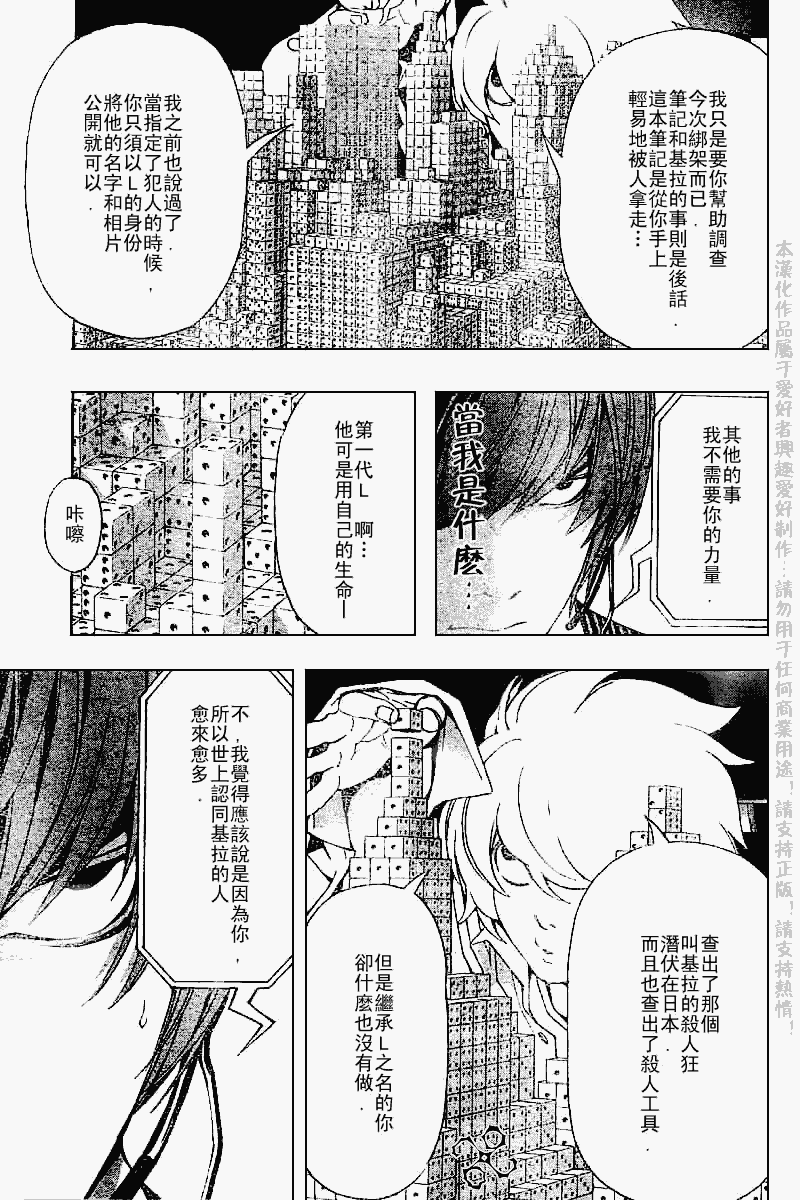 我只是要你幫助調查
今次綁架而已．
筆記和基拉的事則是後話．
這本筆記是從你手上
輕易地被人拿走…
我之前也說過了．
當指定了犯人的時候，
你只須以L的身份
將他的名字和相片
公開就可以．
其他的事
我不需要你的力量．
當我是什麽…
第一代L 啊…
他可是用自己的生命—
咔嚓
查出了那個
叫基拉的殺人狂
潛伏在日本．
而且也查出了殺人工具．
但是繼承L之名的你
卻什麼也沒有做．
不．我覺得應該說是因為你，
所以世上認同基拉的人
愈來愈多．
本漢化作品屬于愛好者興趣愛好制作…請勿用于任何商業用途！請支持正版！請支持熱情！